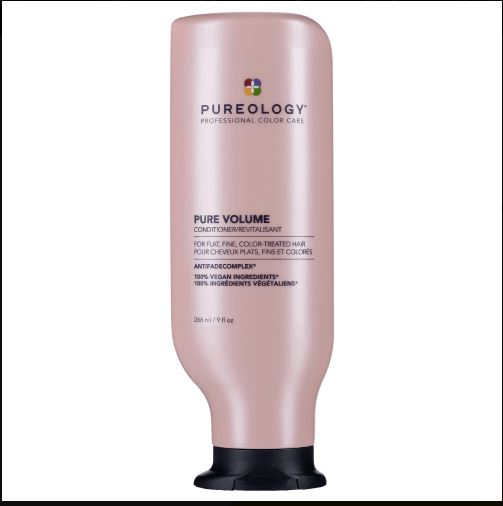 PUREOLOGY®
PROFESSIONAL COLOR CARE
PURE VOLUME
CONDITIONER/REVITALISANT
FOR FLAT, FINE, COLOR-TREATED HAIR
POUR CHEVEUX PLATS, FINS ET COLORÉS
ANTIFADECOMPLEX®
100% VEGAN INGREDIENTS*
100% INGRÉDIENTS VÉGÉTALIENS*
266 ml / 9 fl oz